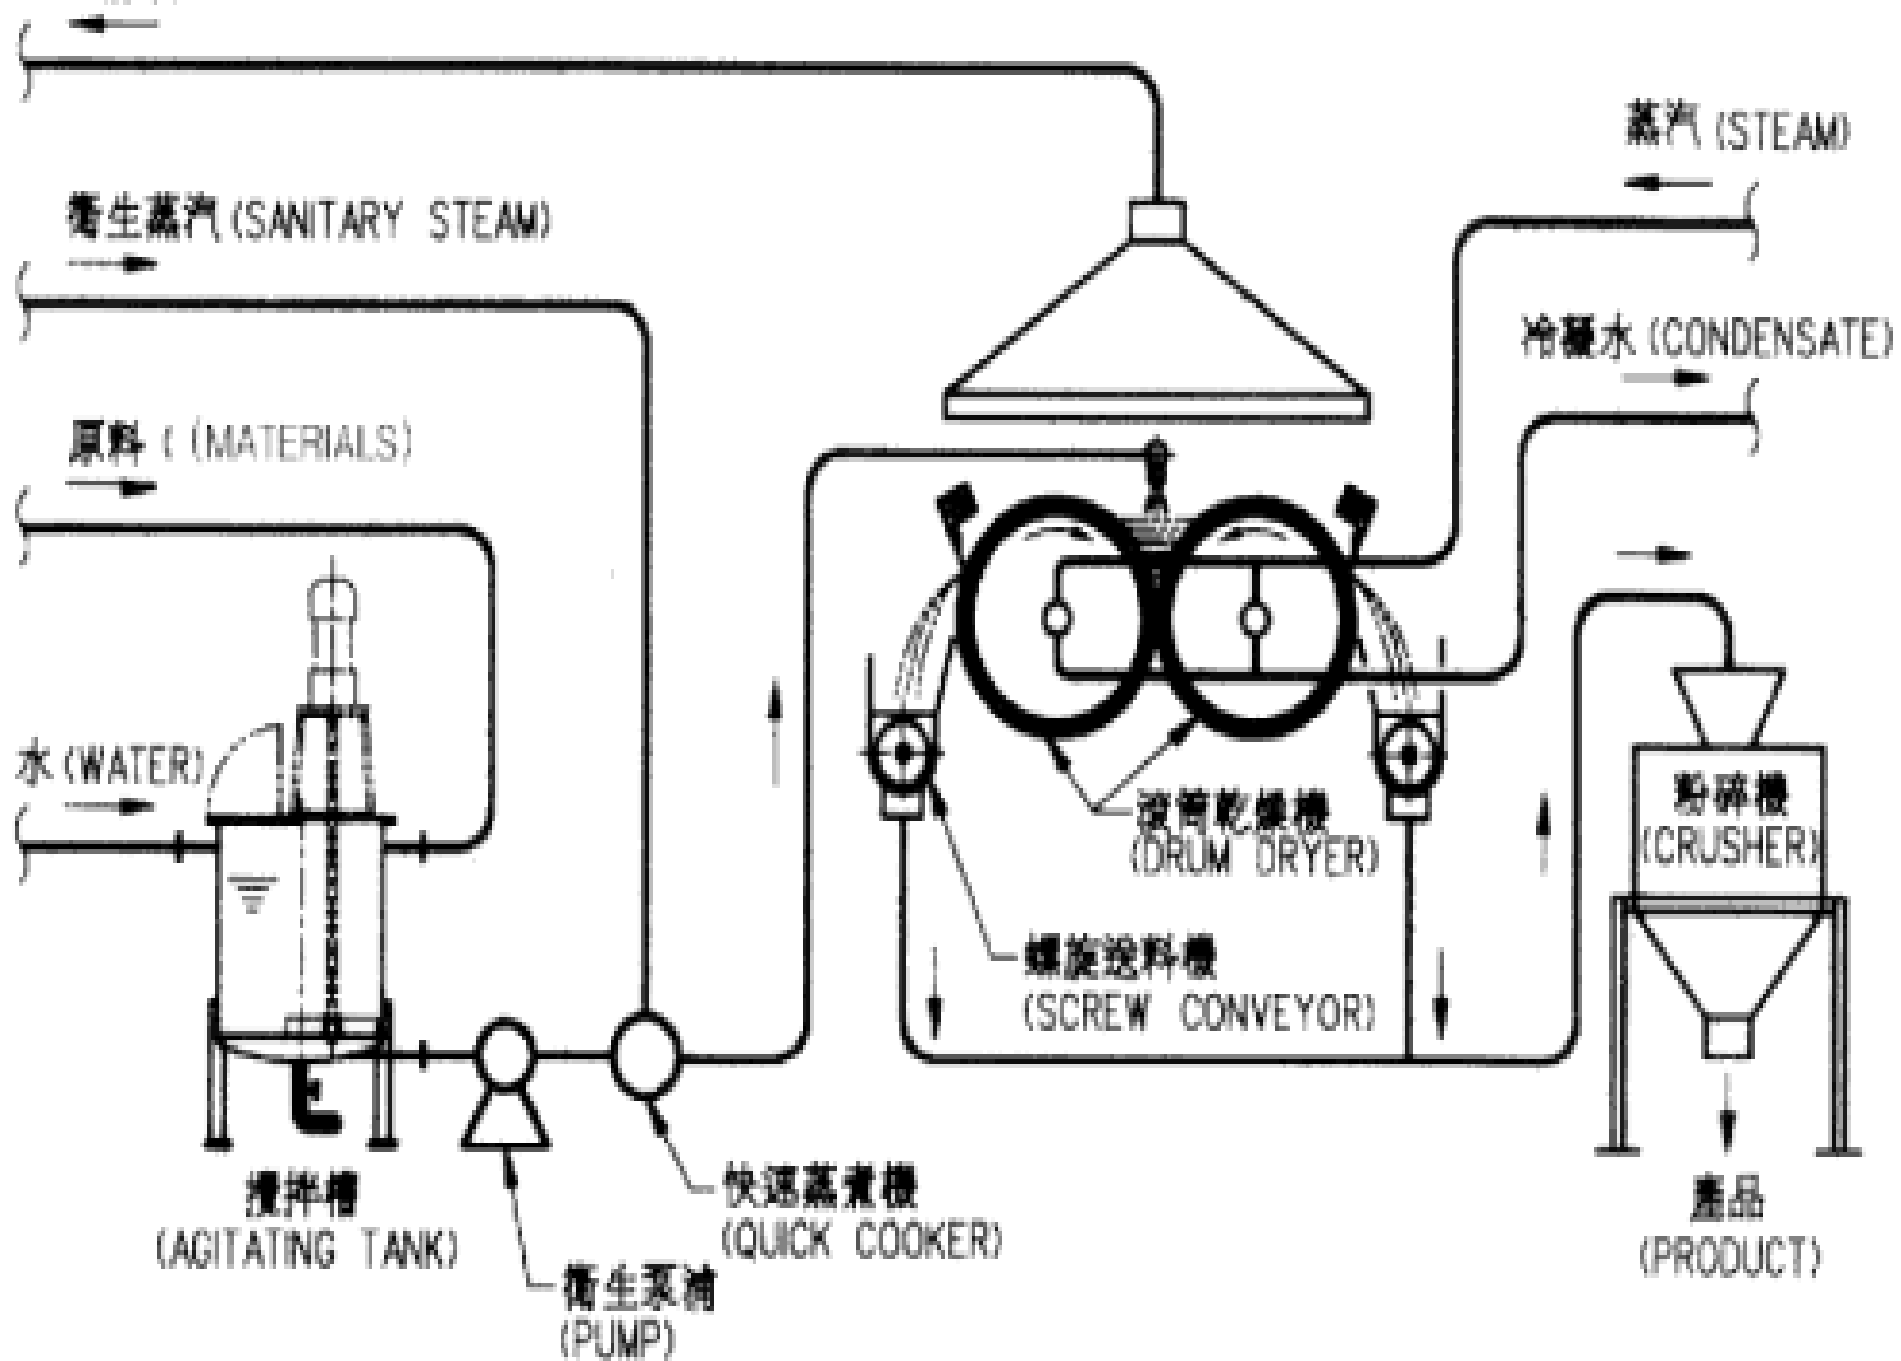 蒸汽 (STEAM)
衛生蒸汽 (SANITARY STEAM)
冷凝水 (CONDENSATE)
原料 ( (MATERIALS)
水 (WATER)
粉碎機
(CRUSHER)
滾筒乾燥機
(DRUM DRYER)
螺旋送料機
(SCREW CONVEYOR)
攪拌槽
(AGITATING TANK)
快速蒸煮機
(QUICK COOKER)
產品
(PRODUCT)
衛生泵浦
(PUMP)